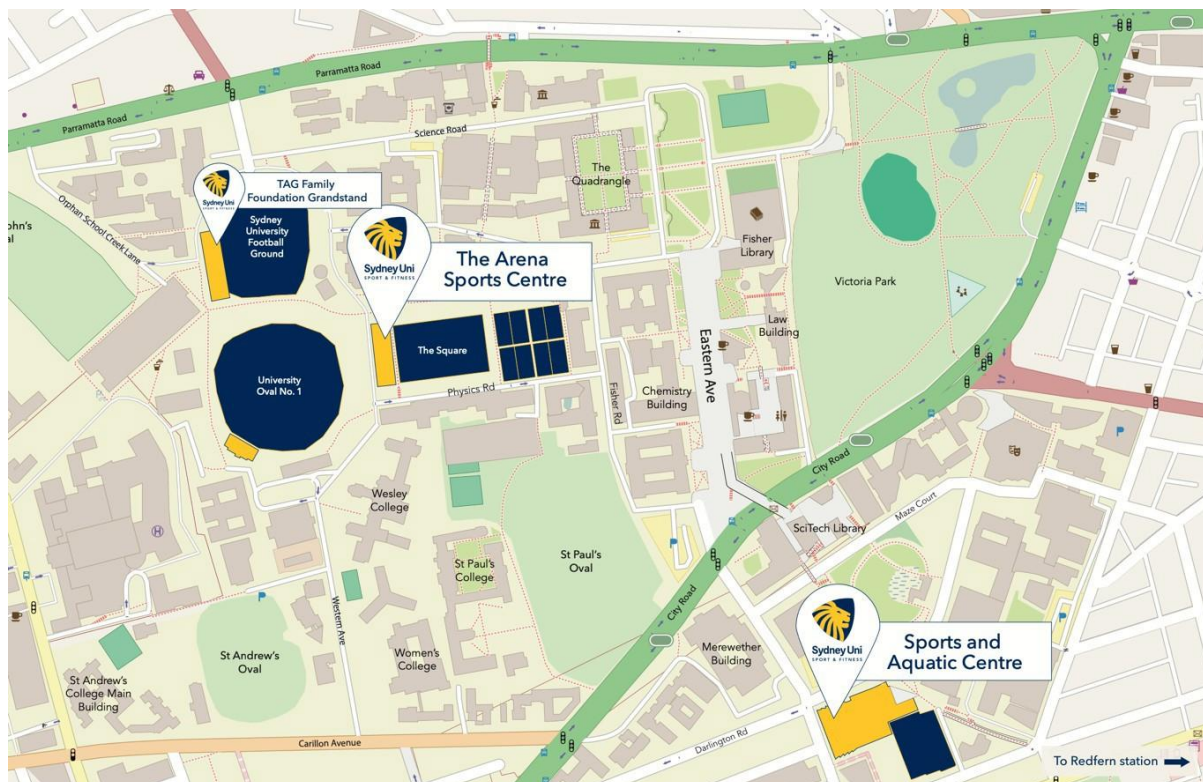 Parramatta Road
Parramatta Road
Science Road
The
Quadrangle
Sydney Uni
SPORT & FITNESS
TAG Family
Foundation Grandstand
Sydney
University
Football
Ground
Orphan School Creek Lane
ohn's
al
Sydney Uni
SPORT & FITNESS
The Arena
Sports Centre
Fisher
Library
Victoria Park
Law
Building
Eastern Ave
The Square
University
Oval No. 1
Physics Rd
Fisher Rd
Chemistry
Building
City Road
Wesley
College
SciTech Library
Maze Court
St Paul's
College
St Paul's
Oval
City Road
Western Ave
Sydney Uni
SPORT & FITNESS
Sports and
Aquatic Centre
Merewether
Building
St Andrew's
Oval
Women's
College
St Andrew's
College Main
Building
Carillon Avenue
Darlington Rd
To Redfern station